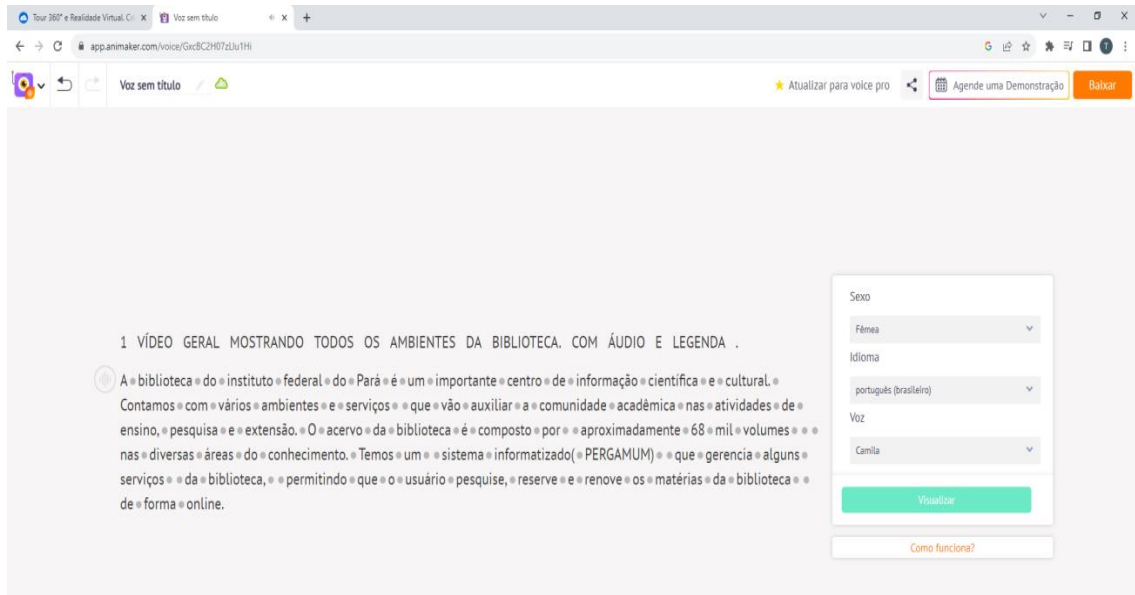 Tour 360° e Realidade Virtual. C
Voz sem título
app.animaker.com/voice/GxcBC2H07zLlu1Hi
Voz sem título
Atualizar para voice pro
Agende uma Demonstração
Baixar
1 VÍDEO GERAL MOSTRANDO TODOS OS AMBIENTES DA BIBLIOTECA. COM ÁUDIO E LEGENDA .
A biblioteca do instituto federal do Pará é um importante centro de informação científica e cultural.
Contamos com vários ambientes e serviços que vão auxiliar a comunidade acadêmica nas atividades de
ensino, pesquisa e extensão. O acervo da biblioteca é composto por aproximadamente 68 mil volumes
nas diversas áreas do conhecimento. Temos um sistema informatizado( PERGAMUM) que gerencia alguns
serviços da biblioteca, permitindo que o usuário pesquise, reserve e renove os matérias da biblioteca
de forma online.
Sexo
Fêmea
Idioma
português (brasileiro)
Voz
Camila
Visualizar
Como funciona?